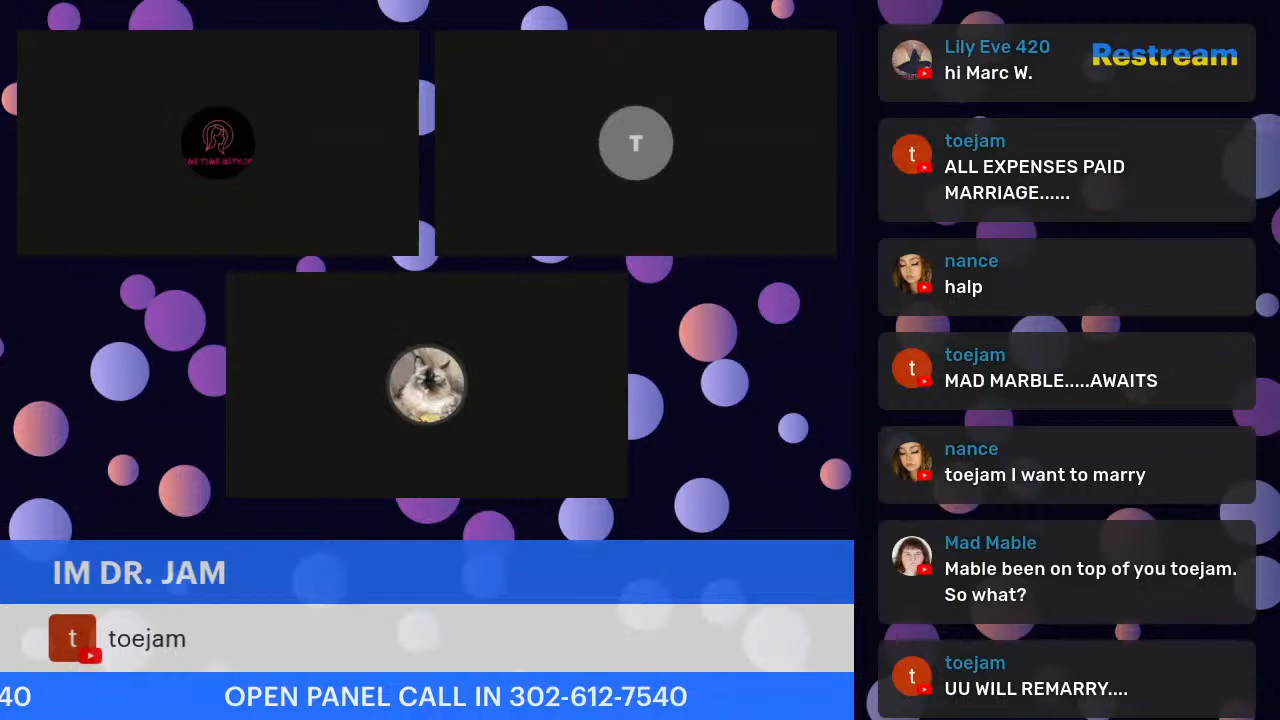 T
IM DR. JAM
t
toejam
40
OPEN PANEL CALL IN 302-612-7540
Lily Eve 420
Restream
hi Marc W.
t
toejam
ALL EXPENSES PAID
MARRIAGE......
nance
halp
t
toejam
MAD MARBLE.....AWAITS
nance
toejam I want to marry
Mad Mable
Mable been on top of you toejam.
So what?
t
toejam
UU WILL REMARRY....